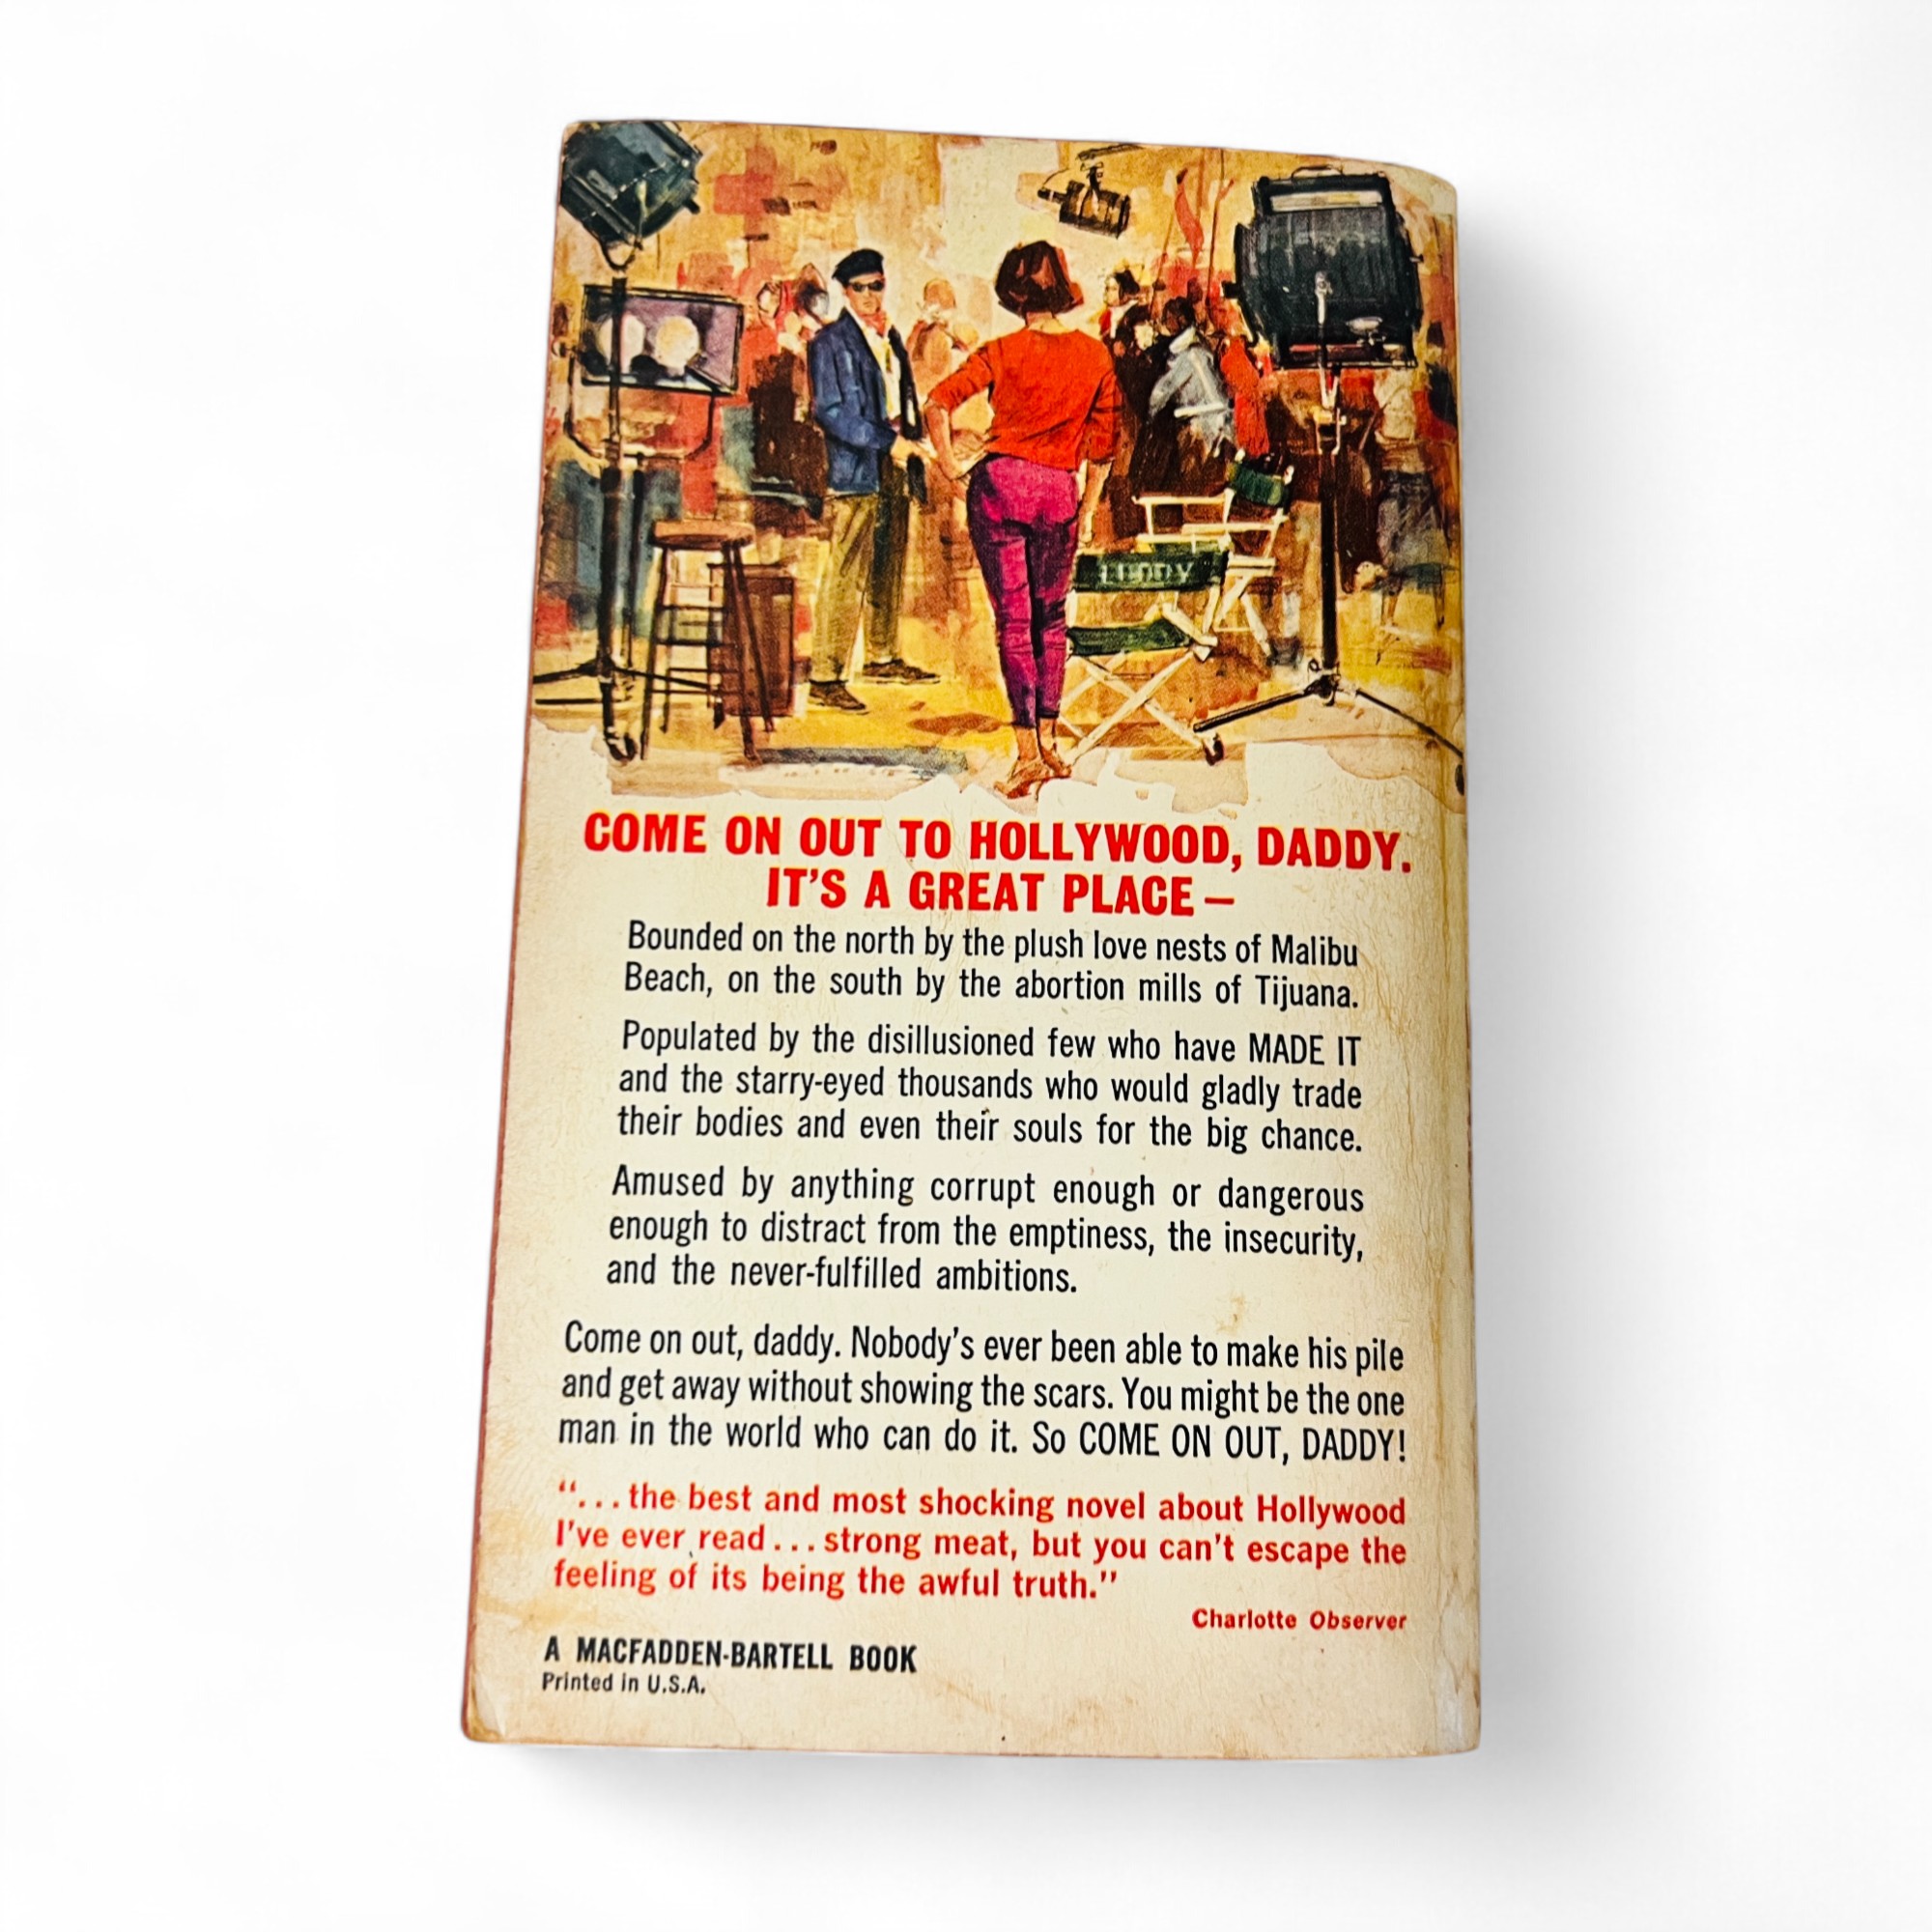 LUDDY
COME ON OUT TO HOLLYWOOD, DADDY.
IT'S A GREAT PLACE —
Bounded on the north by the plush love nests of Malibu
Beach, on the south by the abortion mills of Tijuana.
Populated by the disillusioned few who have MADE IT
and the starry-eyed thousands who would gladly trade
their bodies and even their souls for the big chance.
Amused by anything corrupt enough or dangerous
enough to distract from the emptiness, the insecurity,
and the never-fulfilled ambitions.
Come on out, daddy. Nobody's ever been able to make his pile
and get away without showing the scars. You might be the one
man in the world who can do it. So COME ON OUT, DADDY!
"...the best and most shocking novel about Hollywood
I've ever read...strong meat, but you can't escape the
feeling of its being the awful truth."
Charlotte Observer
A MACFADDEN-BARTELL BOOK
Printed in U.S.A.